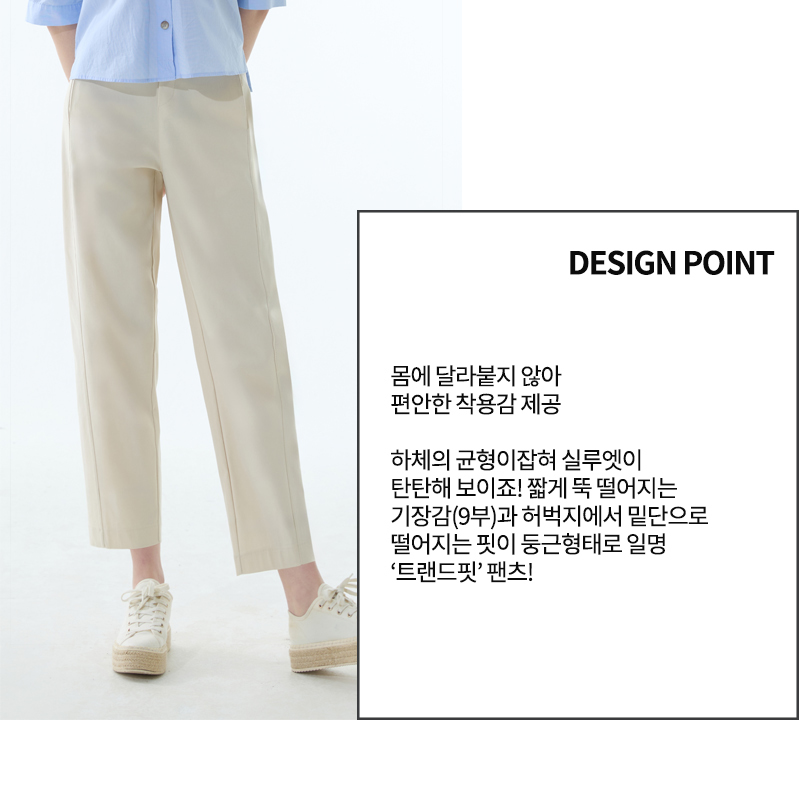 DESIGN POINT
몸에 달라붙지 않아
편안한 착용감 제공
하체의 균형이잡혀 실루엣이
탄탄해 보이죠! 짧게 뚝 떨어지는
기장감(9부)과 허벅지에서 밑단으로
떨어지는 핏이 둥근형태로 일명
‘트랜드핏’ 팬츠!